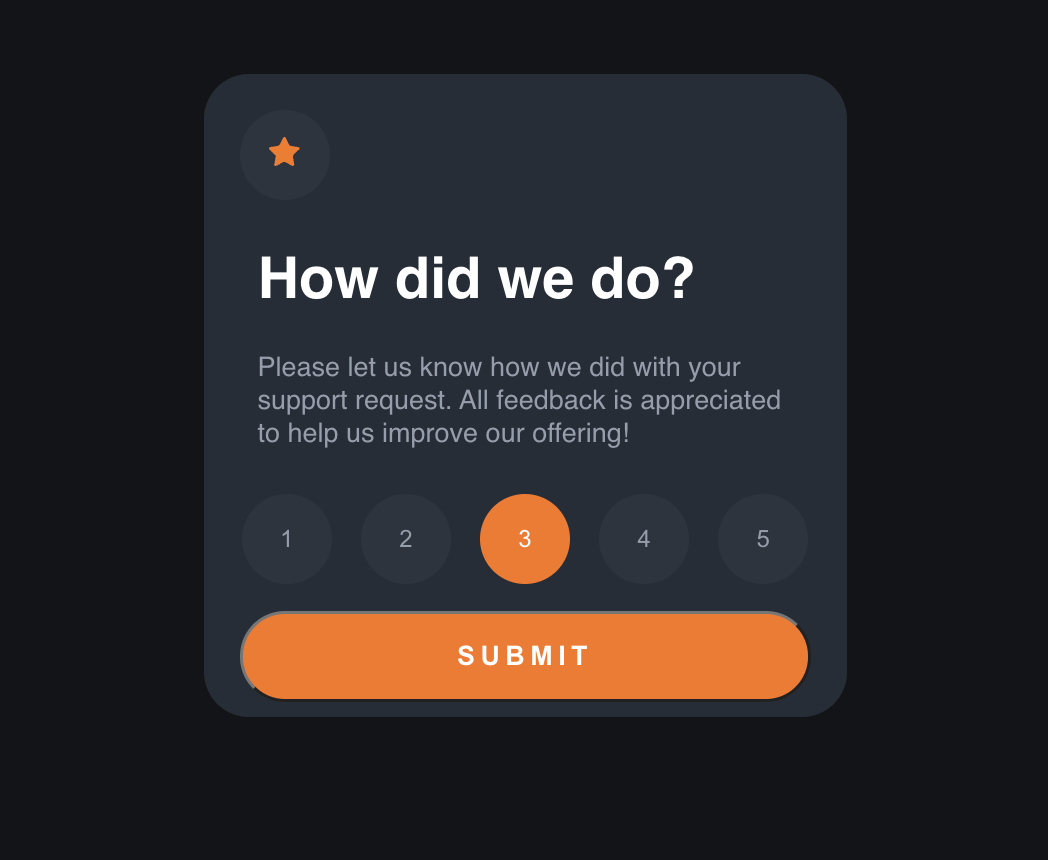 How did we do?
Please let us know how we did with your
support request. All feedback is appreciated
to help us improve our offering!
1 2 3 4 5
SUBMIT